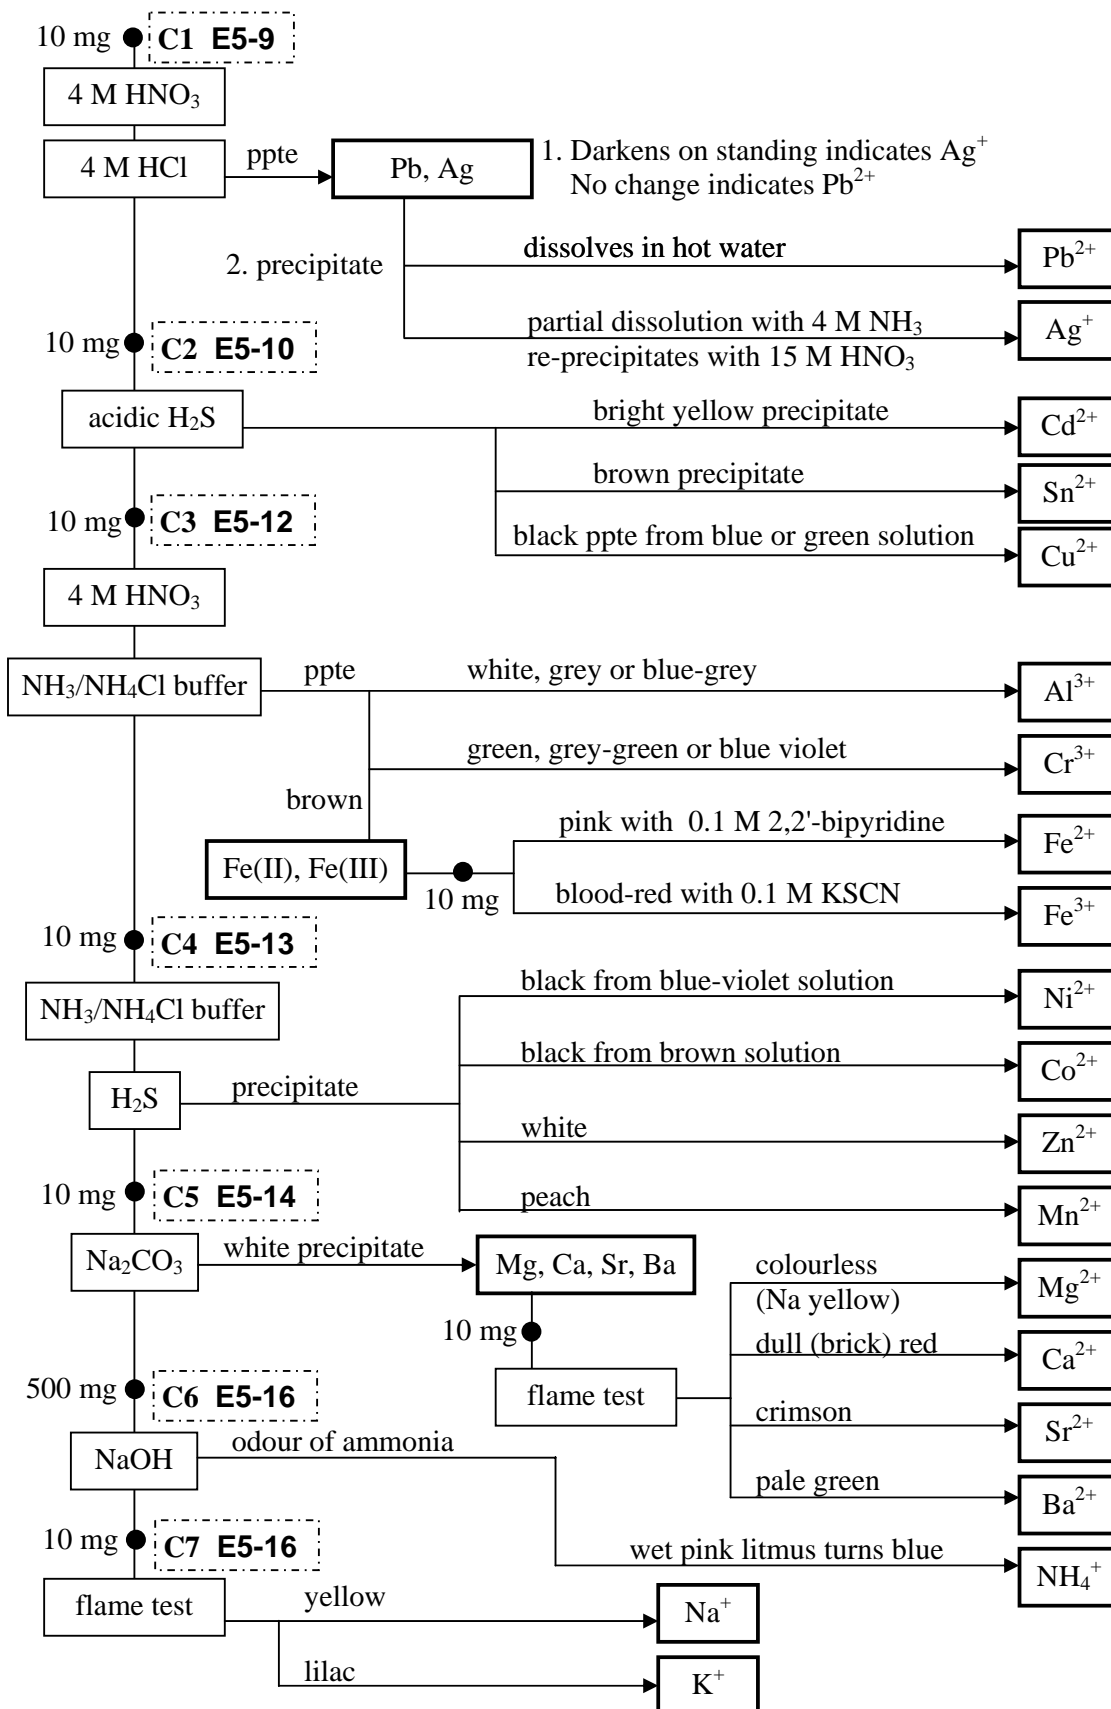 10 mg
C1 E5-9
4 M HNO₃
4 M HCl
ppte
Pb, Ag
1. Darkens on standing indicates Ag⁺
No change indicates Pb²⁺
2. precipitate
dissolves in hot water
Pb²⁺
partial dissolution with 4 M NH₃
re-precipitates with 15 M HNO₃
Ag⁺
10 mg
C2 E5-10
acidic H₂S
bright yellow precipitate
Cd²⁺
brown precipitate
Sn²⁺
black ppte from blue or green solution
Cu²⁺
10 mg
C3 E5-12
4 M HNO₃
NH₃/NH₄Cl buffer
ppte
white, grey or blue-grey
Al³⁺
green, grey-green or blue violet
Cr³⁺
brown
Fe(II), Fe(III)
10 mg
pink with 0.1 M 2,2'-bipyridine
Fe²⁺
blood-red with 0.1 M KSCN
Fe³⁺
10 mg
C4 E5-13
NH₃/NH₄Cl buffer
H₂S
precipitate
black from blue-violet solution
Ni²⁺
black from brown solution
Co²⁺
white
Zn²⁺
peach
Mn²⁺
10 mg
C5 E5-14
Na₂CO₃
white precipitate
Mg, Ca, Sr, Ba
10 mg
flame test
colourless
(Na yellow)
Mg²⁺
dull (brick) red
Ca²⁺
crimson
Sr²⁺
pale green
Ba²⁺
500 mg
C6 E5-16
NaOH
odour of ammonia
wet pink litmus turns blue
NH₄⁺
10 mg
C7 E5-16
flame test
yellow
Na⁺
lilac
K⁺